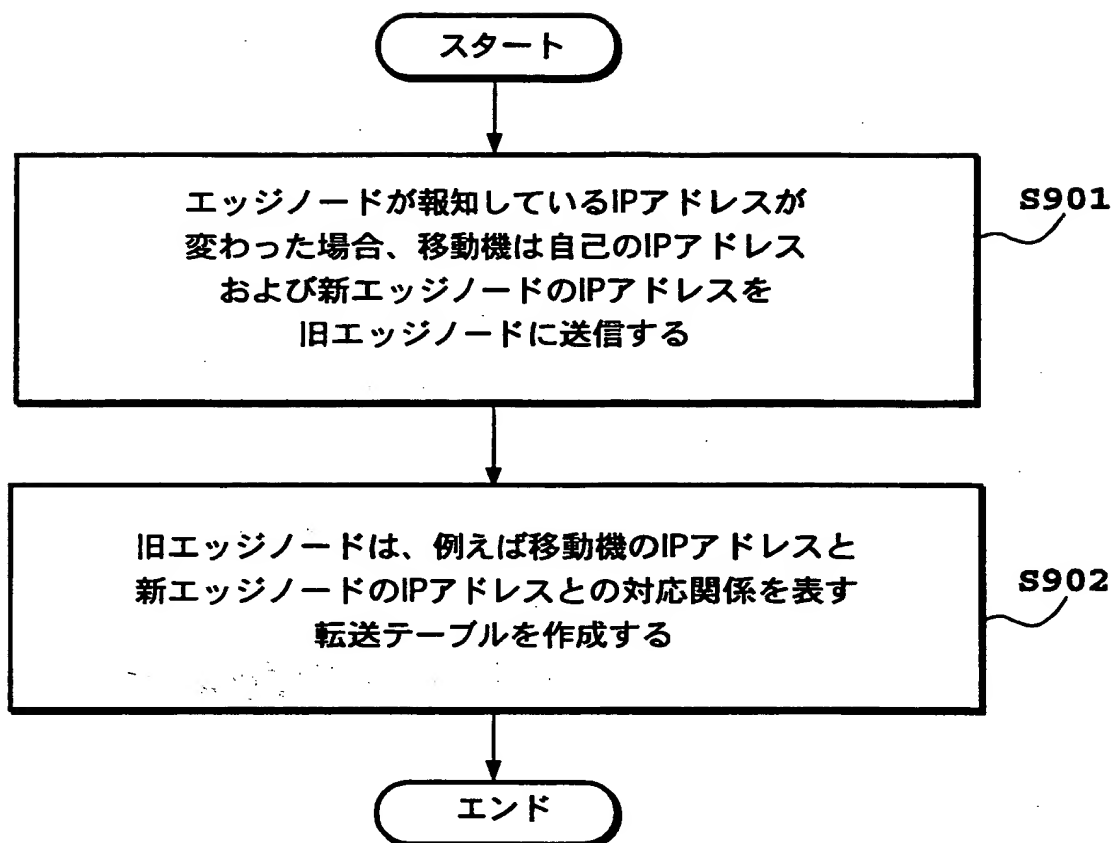 スタート
エッジノードが報知しているIPアドレスが
変わった場合、移動機は自己のIPアドレス
および新エッジノードのIPアドレスを
旧エッジノードに送信する
S901
旧エッジノードは、例えば移動機のIPアドレスと
新エッジノードのIPアドレスとの対応関係を表す
転送テーブルを作成する
S902
エンド